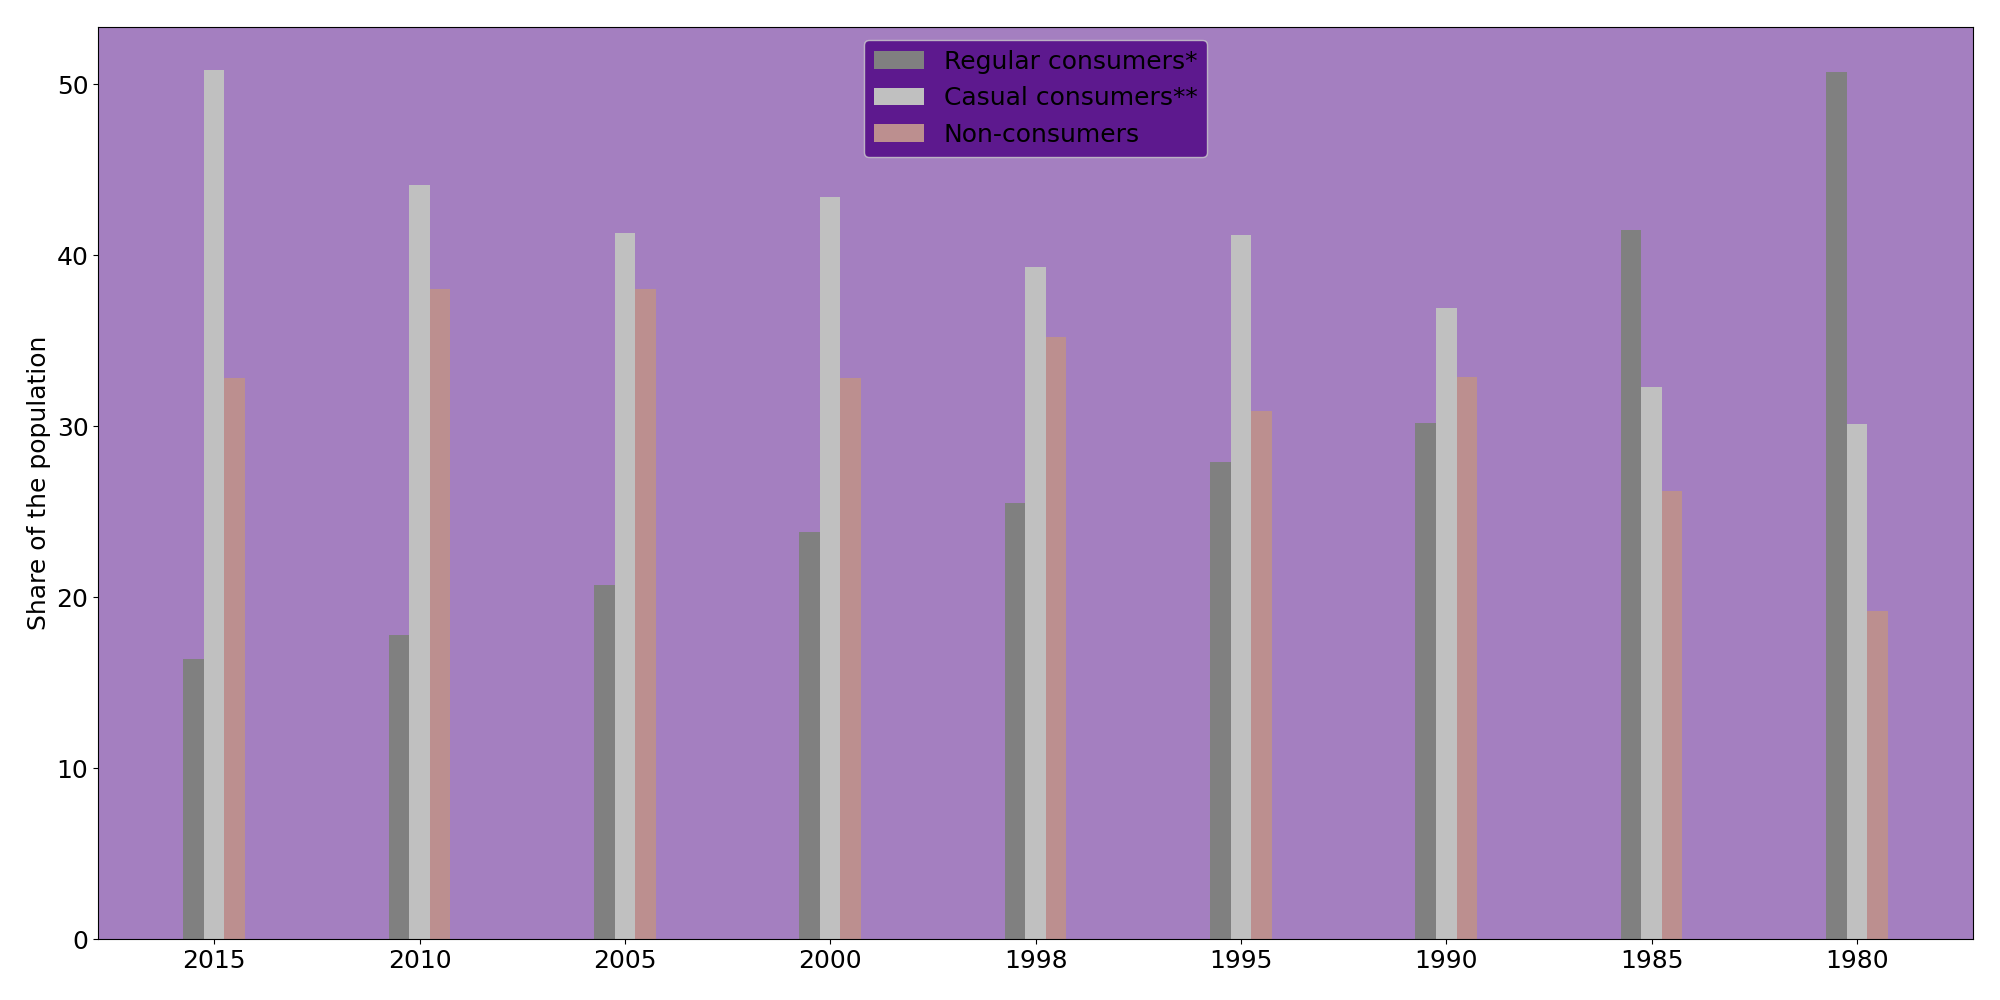 Regular consumers*
Casual consumers**
Non-consumers
Share of the population
50
40
30
20
10
0
2015 2010 2005 2000 1998 1995 1990 1985 1980